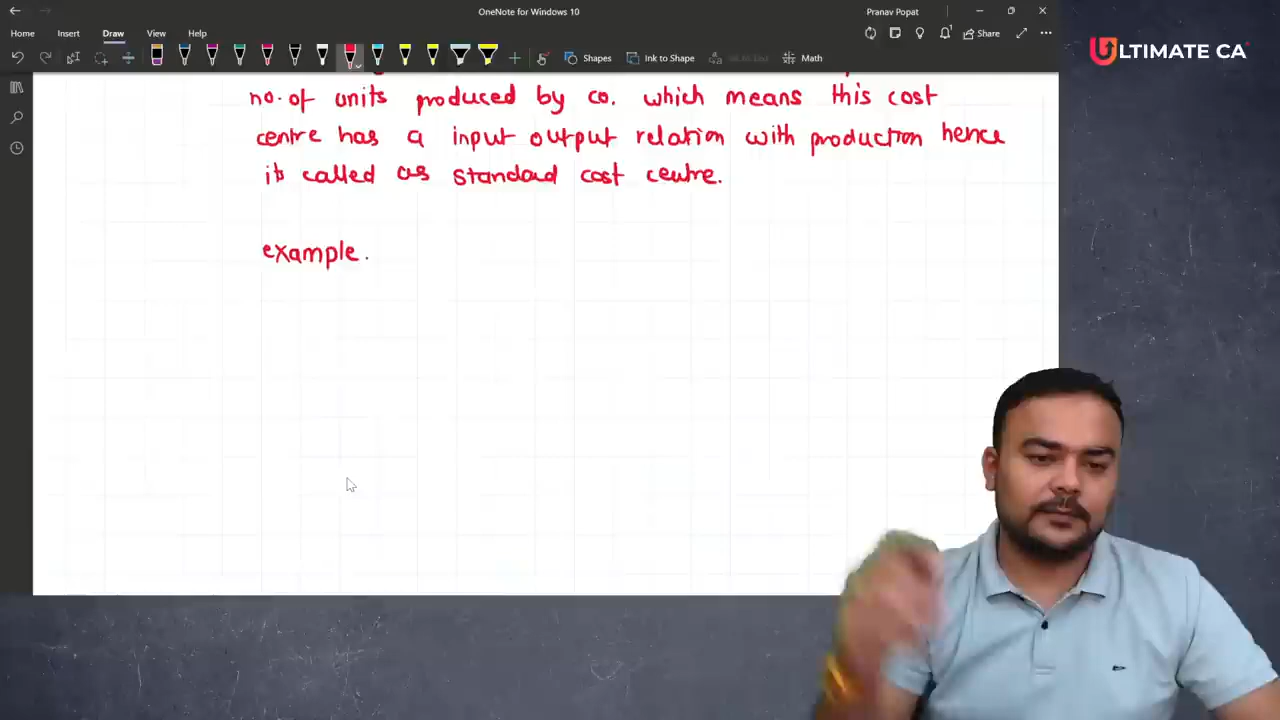 OneNote for Windows 10
Pranav Popat
Home Insert Draw View Help
Share
Shapes
Ink to Shape
Math
ULTIMATE CA
no. of units produced by co. which means this cost
centre has a input output relation with production hence
its called as standard cost centre.
example.